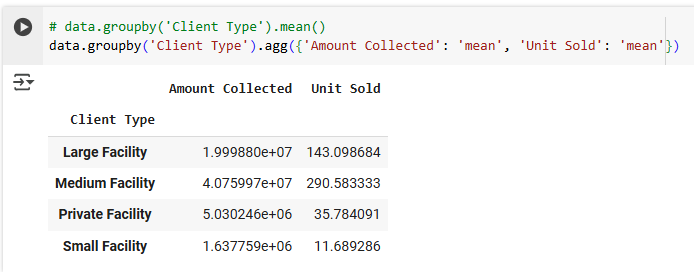 # data.groupby('Client Type').mean()
data.groupby('Client Type').agg({'Amount Collected': 'mean', 'Unit Sold': 'mean'})
Amount Collected Unit Sold
Client Type
Large Facility 1.999880e+07 143.098684
Medium Facility 4.075997e+07 290.583333
Private Facility 5.030246e+06 35.784091
Small Facility 1.637759e+06 11.689286